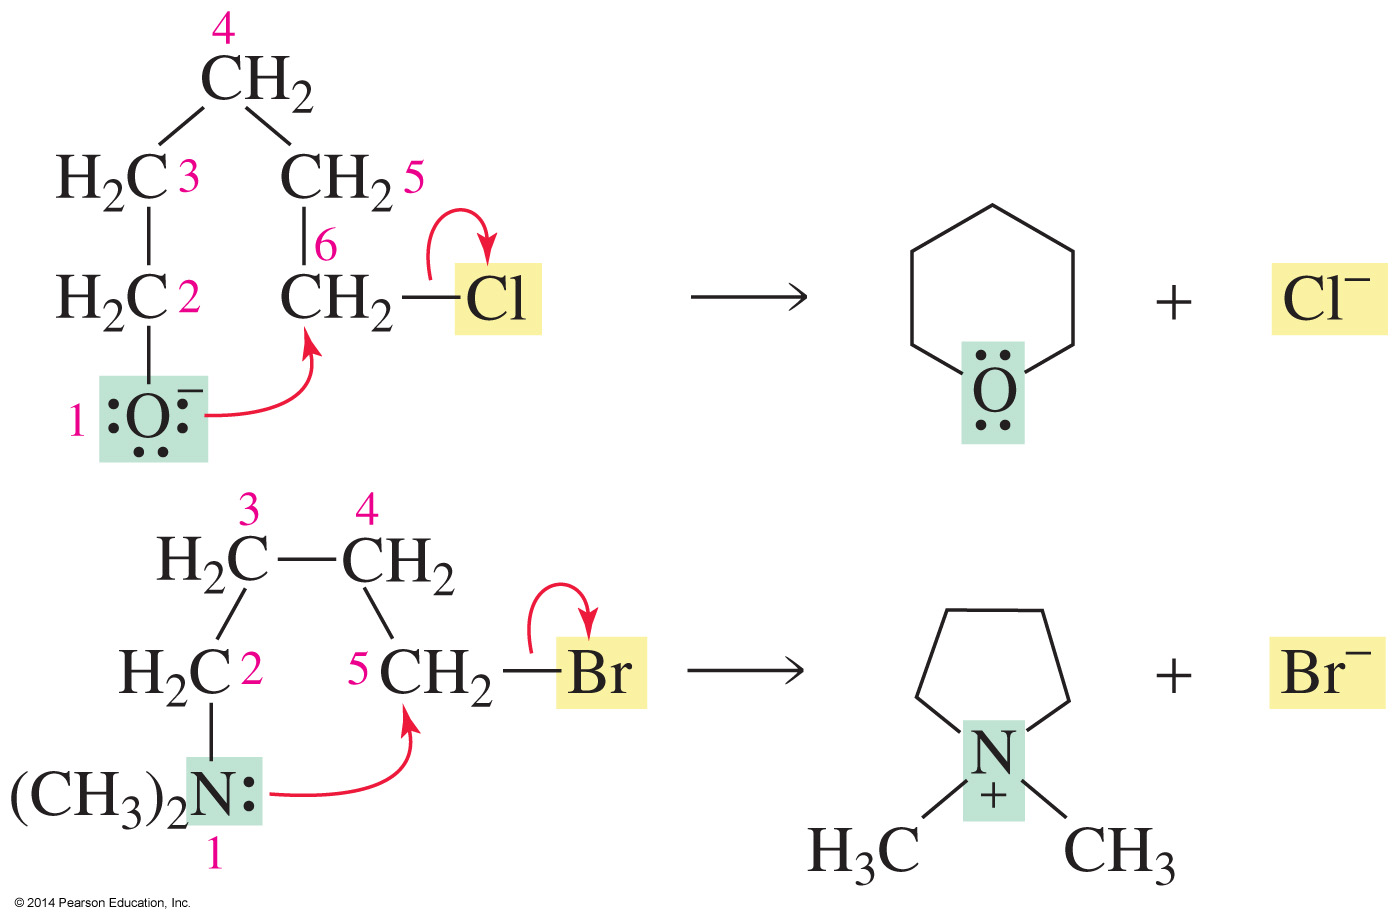 4
CH₂
H₂C 3 CH₂ 5
6
H₂C 2 CH₂—Cl ⟶ + Cl⁻
1 :O:⁻ O
3 4
H₂C—CH₂
H₂C 2 5 CH₂—Br ⟶ + Br⁻
N
+
(CH₃)₂N:
1
H₃C CH₃
© 2014 Pearson Education, Inc.